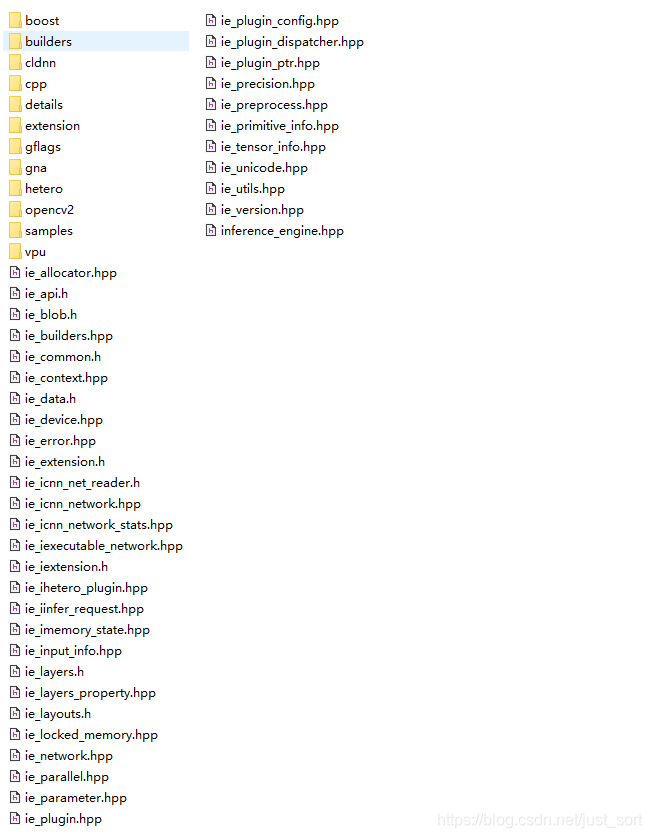 boost
builders
cldnn
cpp
details
extension
gflags
gna
hetero
opencv2
samples
vpu
ie_allocator.hpp
ie_api.h
ie_blob.h
ie_builders.hpp
ie_common.h
ie_context.hpp
ie_data.h
ie_device.hpp
ie_error.hpp
ie_extension.h
ie_icnn_net_reader.h
ie_icnn_network.hpp
ie_icnn_network_stats.hpp
ie_iexecutable_network.hpp
ie_iextension.h
ie_ihetero_plugin.hpp
ie_iinfer_request.hpp
ie_imemory_state.hpp
ie_input_info.hpp
ie_layers.h
ie_layers_property.hpp
ie_layouts.h
ie_locked_memory.hpp
ie_network.hpp
ie_parallel.hpp
ie_parameter.hpp
ie_plugin.hpp
ie_plugin_config.hpp
ie_plugin_dispatcher.hpp
ie_plugin_ptr.hpp
ie_precision.hpp
ie_preprocess.hpp
ie_primitive_info.hpp
ie_tensor_info.hpp
ie_unicode.hpp
ie_utils.hpp
ie_version.hpp
inference_engine.hpp
https://blog.csdn.net/just_sort